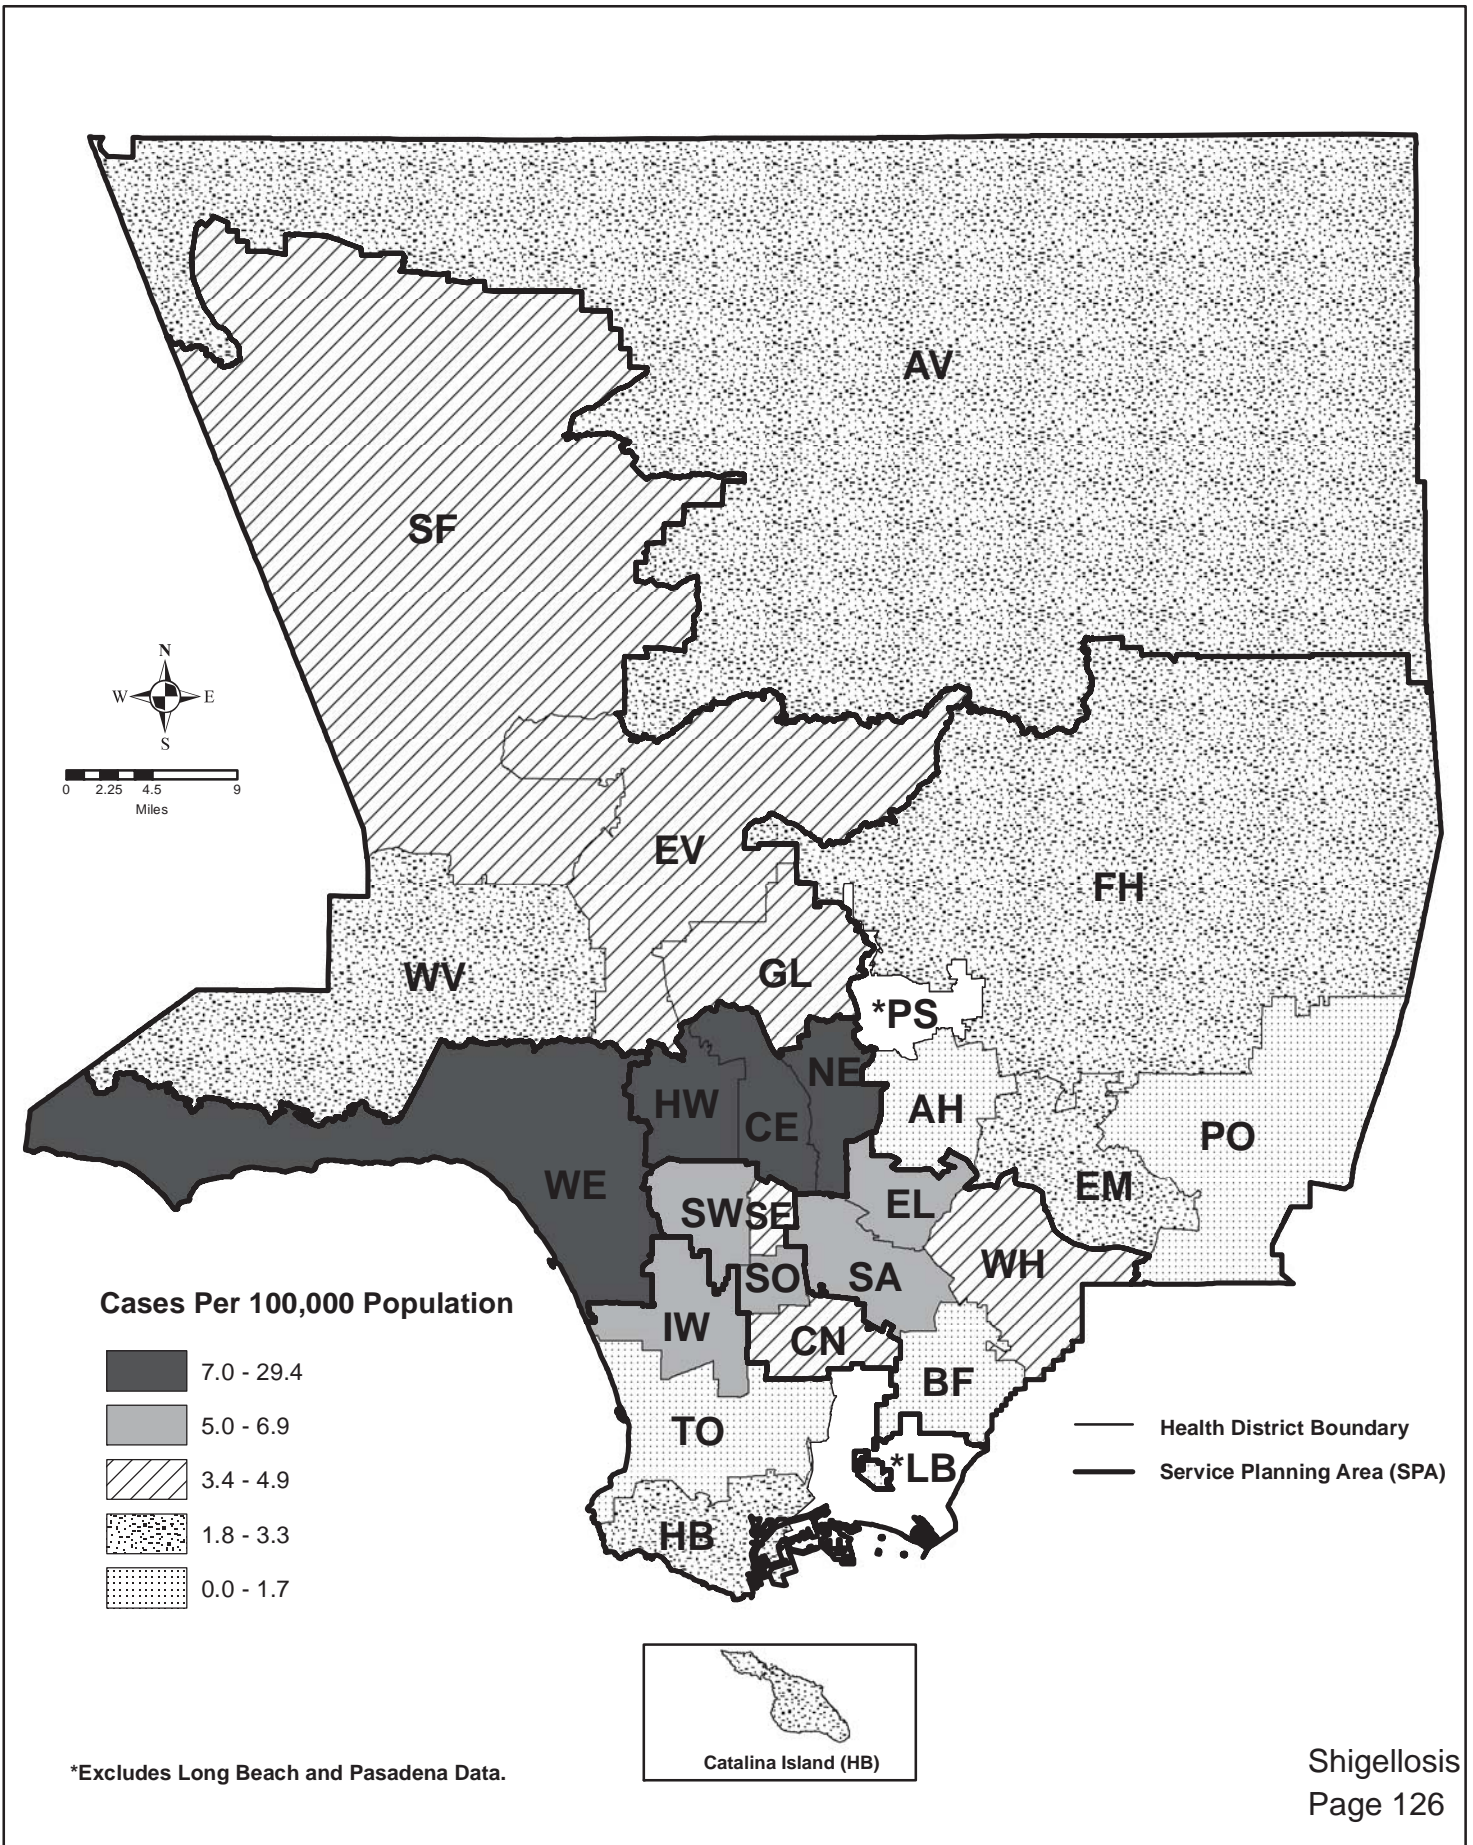 AV
SF
N
W E
S
0 2.25 4.5 9
Miles
EV
FH
WV
GL
*PS
NE
HW
CE
AH
PO
WE
EM
SW
SE
EL
WH
SO
SA
IW
CN
BF
TO
*LB
HB
Cases Per 100,000 Population
7.0 - 29.4
5.0 - 6.9
3.4 - 4.9
1.8 - 3.3
0.0 - 1.7
Health District Boundary
Service Planning Area (SPA)
Catalina Island (HB)
*Excludes Long Beach and Pasadena Data.
Shigellosis
Page 126